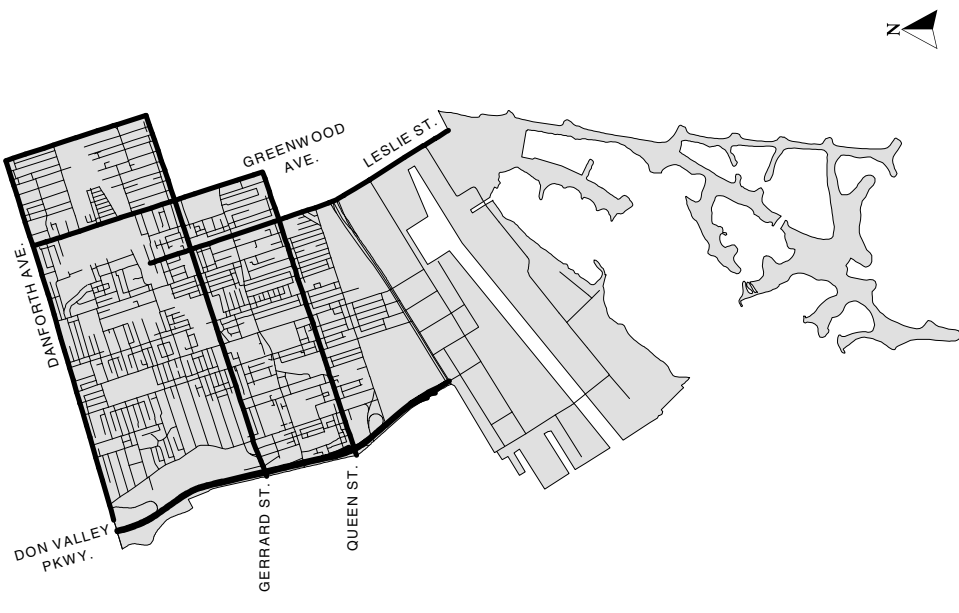 N
GREENWOOD
AVE.
LESLIE ST.
DANFORTH AVE.
DON VALLEY
PKWY.
GERRARD ST.
QUEEN ST.